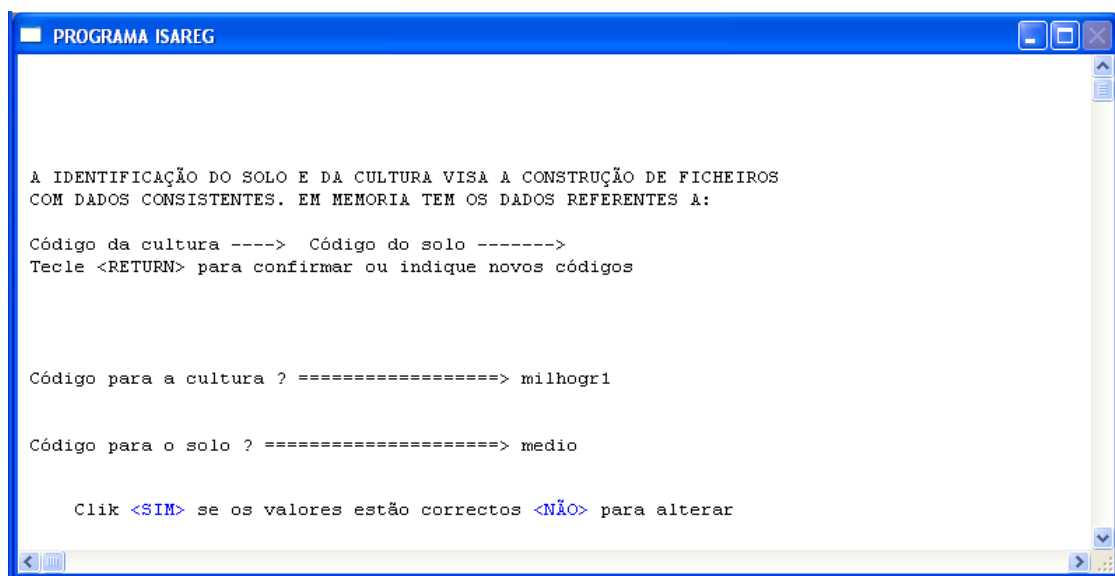 PROGRAMA ISAREG
A IDENTIFICAÇÃO DO SOLO E DA CULTURA VISA A CONSTRUÇÃO DE FICHEIROS
COM DADOS CONSISTENTES. EM MEMORIA TEM OS DADOS REFERENTES A:
Código da cultura ----> Código do solo ------->
Tecle <RETURN> para confirmar ou indique novos códigos
Código para a cultura ? ==================> milhogr1
Código para o solo ? =====================> medio
Clik <SIM> se os valores estão correctos <NÃO> para alterar